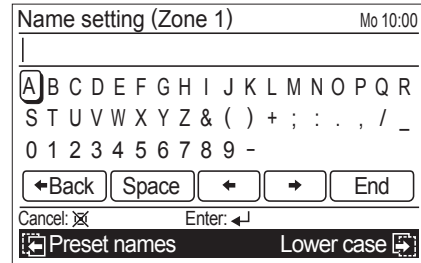 Name setting (Zone 1) Mo 10:00
A B C D E F G H I J K L M N O P Q R
S T U V W X Y Z & ( ) + ; : . , / _
0 1 2 3 4 5 6 7 8 9 -
←Back Space ← → End
Cancel: Enter: ↵
Preset names Lower case